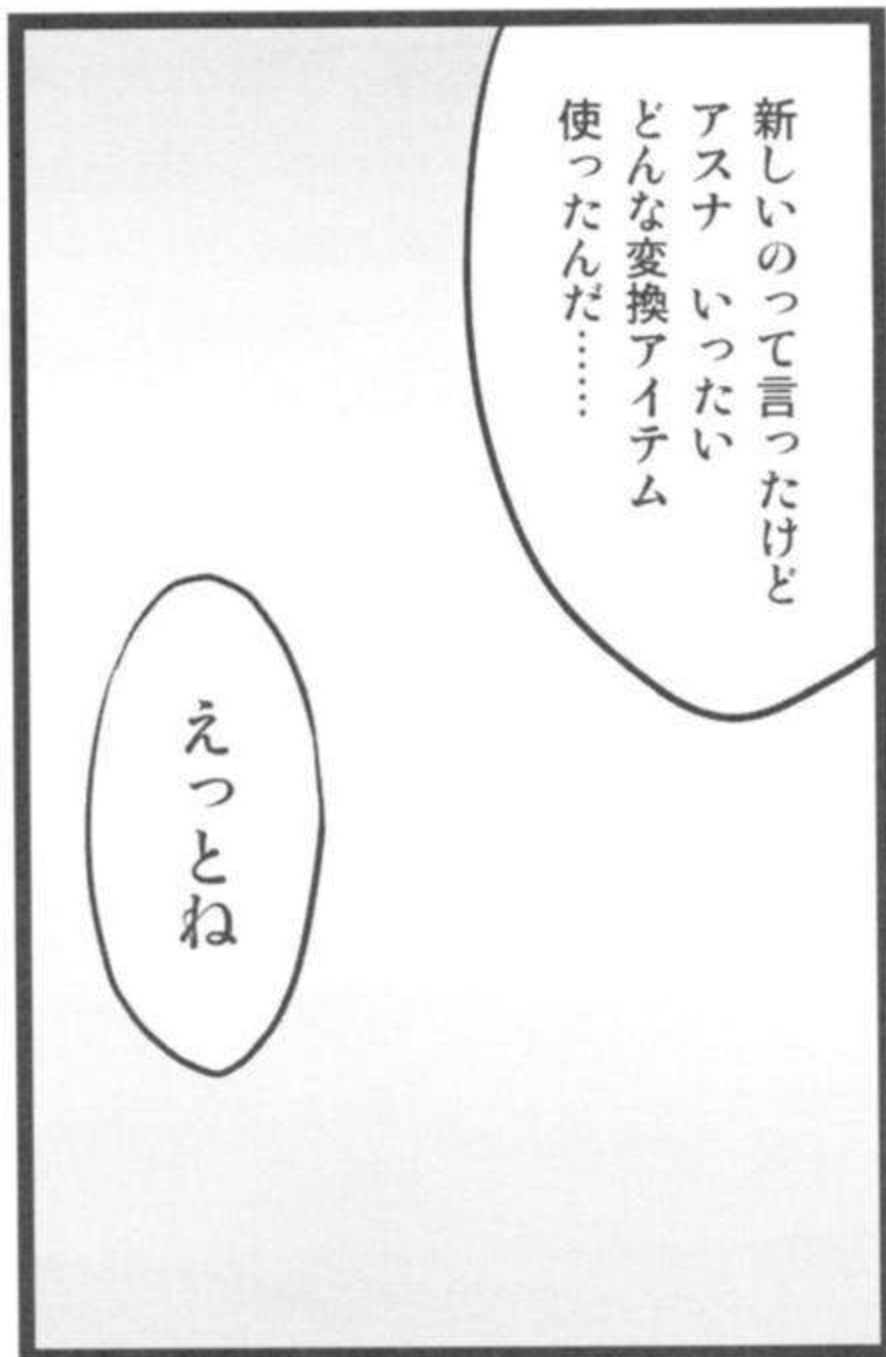 新しいのって言ったけど
アスナ　いったい
どんな変換アイテム
使ったんだ……
えっとね